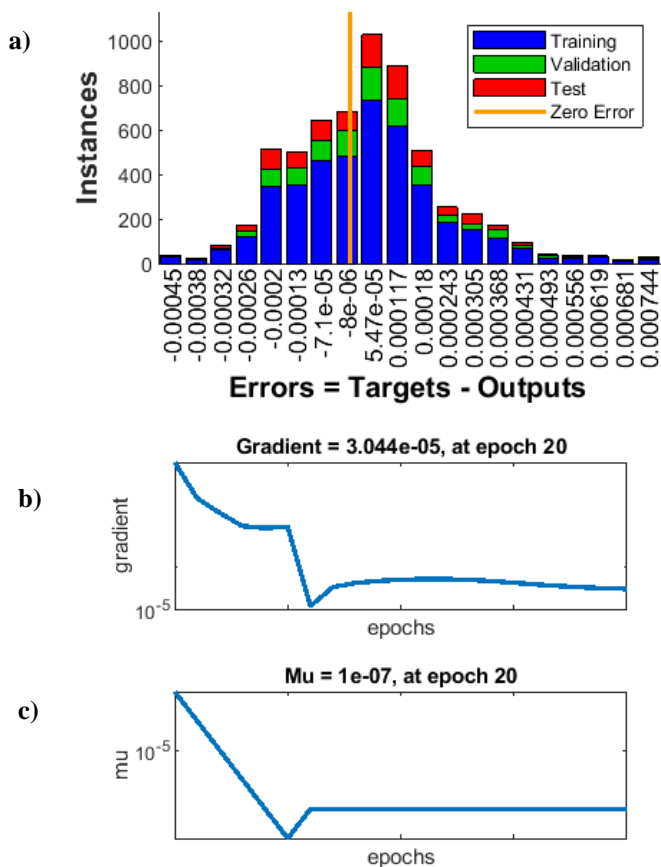 a)
1000
800
600
400
200
0
Instances
Training
Validation
Test
Zero Error
-0.00045
-0.00038
-0.00032
-0.00026
-0.0002
-0.00013
-7.1e-05
-8e-06
5.47e-05
0.000117
0.00018
0.000243
0.000305
0.000368
0.000431
0.000493
0.000556
0.000619
0.000681
0.000744
Errors = Targets - Outputs
b)
Gradient = 3.044e-05, at epoch 20
gradient
10-5
epochs
c)
Mu = 1e-07, at epoch 20
mu
10-5
epochs